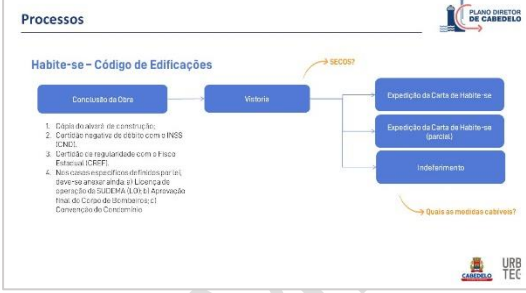 Processos
PLANO DIRETOR
DE CABEDELO
Habite-se – Código de Edificações
SECOS?
Conclusão da Obra
Vistoria
Expedição da Carta de Habite-se
Expedição da Carta de Habite-se
(parcial)
Indeferimento
1. Cópia do alvará de construção;
2. Certidão negativa de débito com o INSS
(CND).
3. Certidão de regularidade com o Fisco
Estadual (CREF).
4. Nos casos específicos definidos por lei,
deve-se anexar ainda: a) Licença de
operação da SUDEMA (LO); b) Aprovação
final do Corpo de Bombeiros; c)
Convenção do Condomínio
Quais as medidas cabíveis?
CABEDELO
URB
TEC